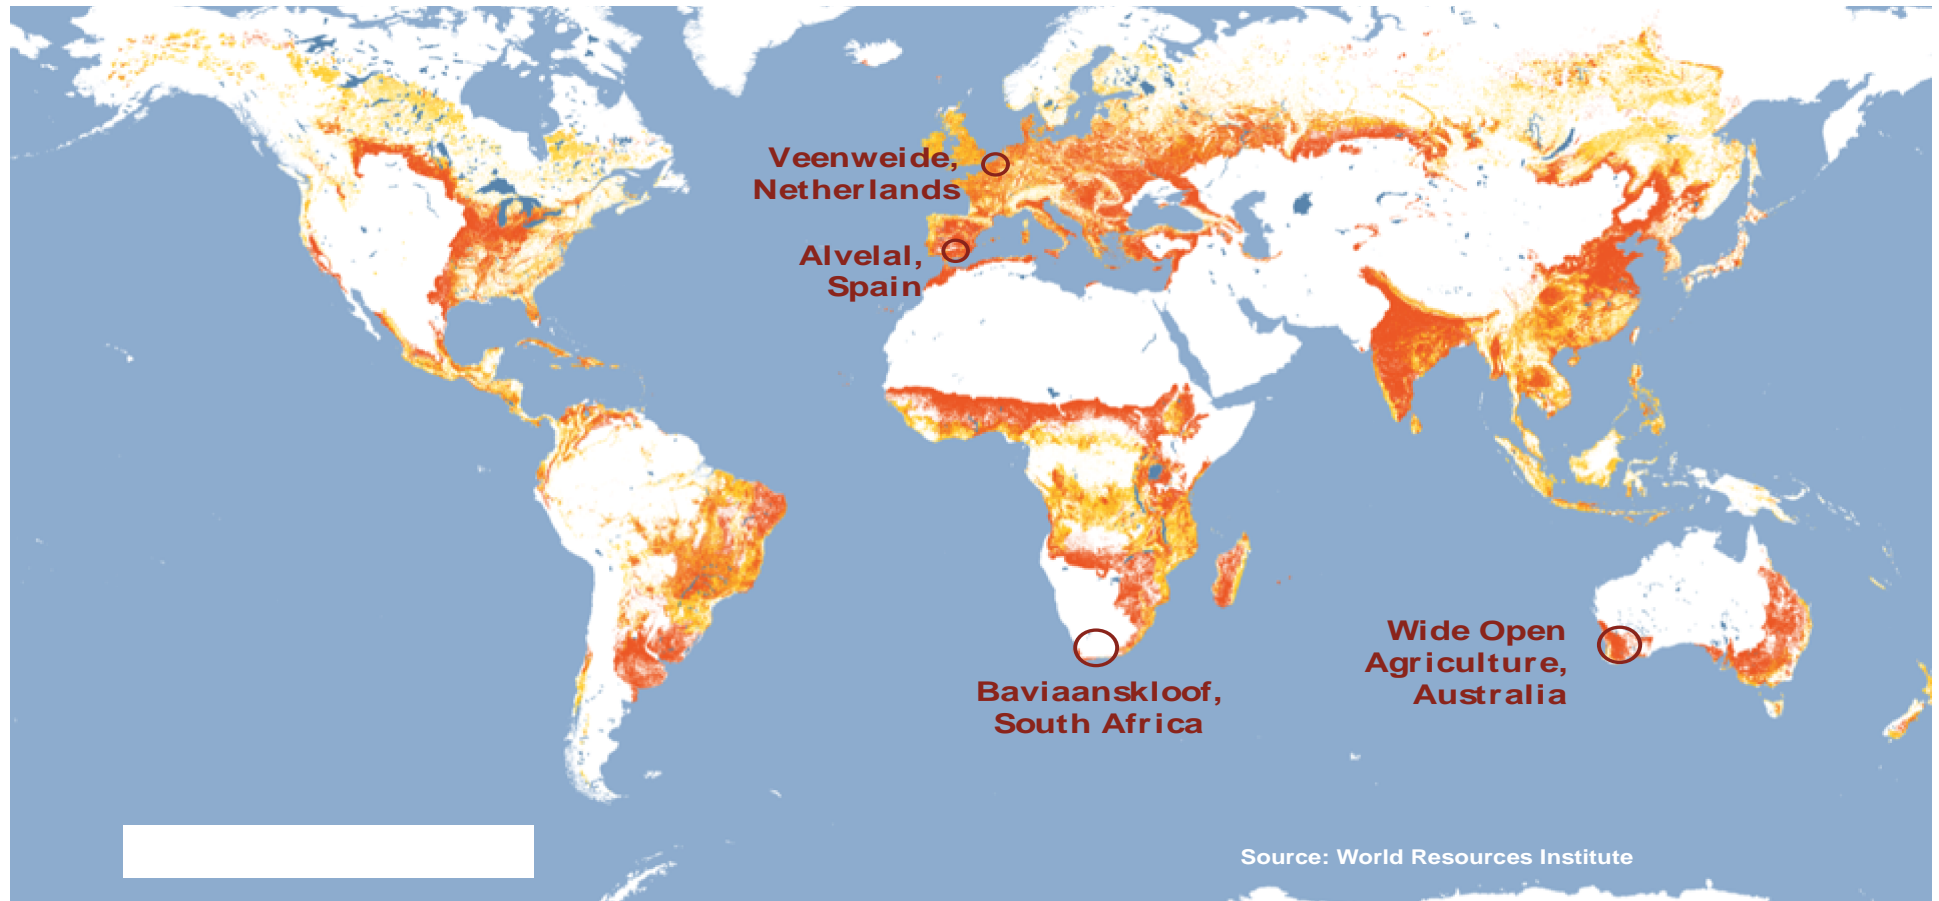 Veenweide,
Netherlands
Alvelal,
Spain
Baviaanskloof,
South Africa
Wide Open
Agriculture,
Australia
Source: World Resources Institute